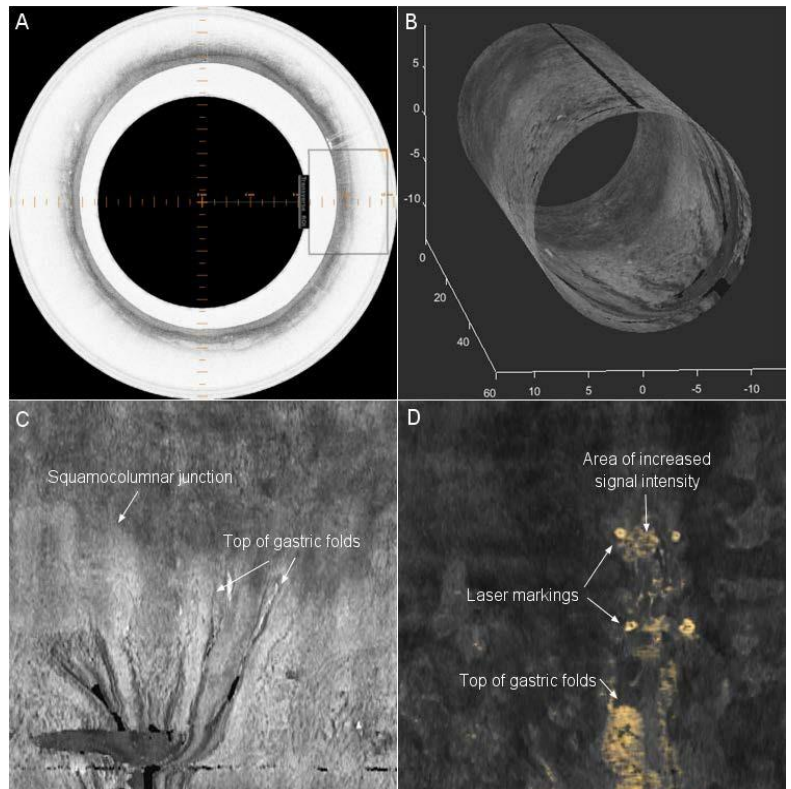 A
B
5
0
-5
-10
0
20
40
60
10
5
0
-5
-10
C
Squamocolumnar junction
Top of gastric folds
D
Area of increased
signal intensity
Laser markings
Top of gastric folds